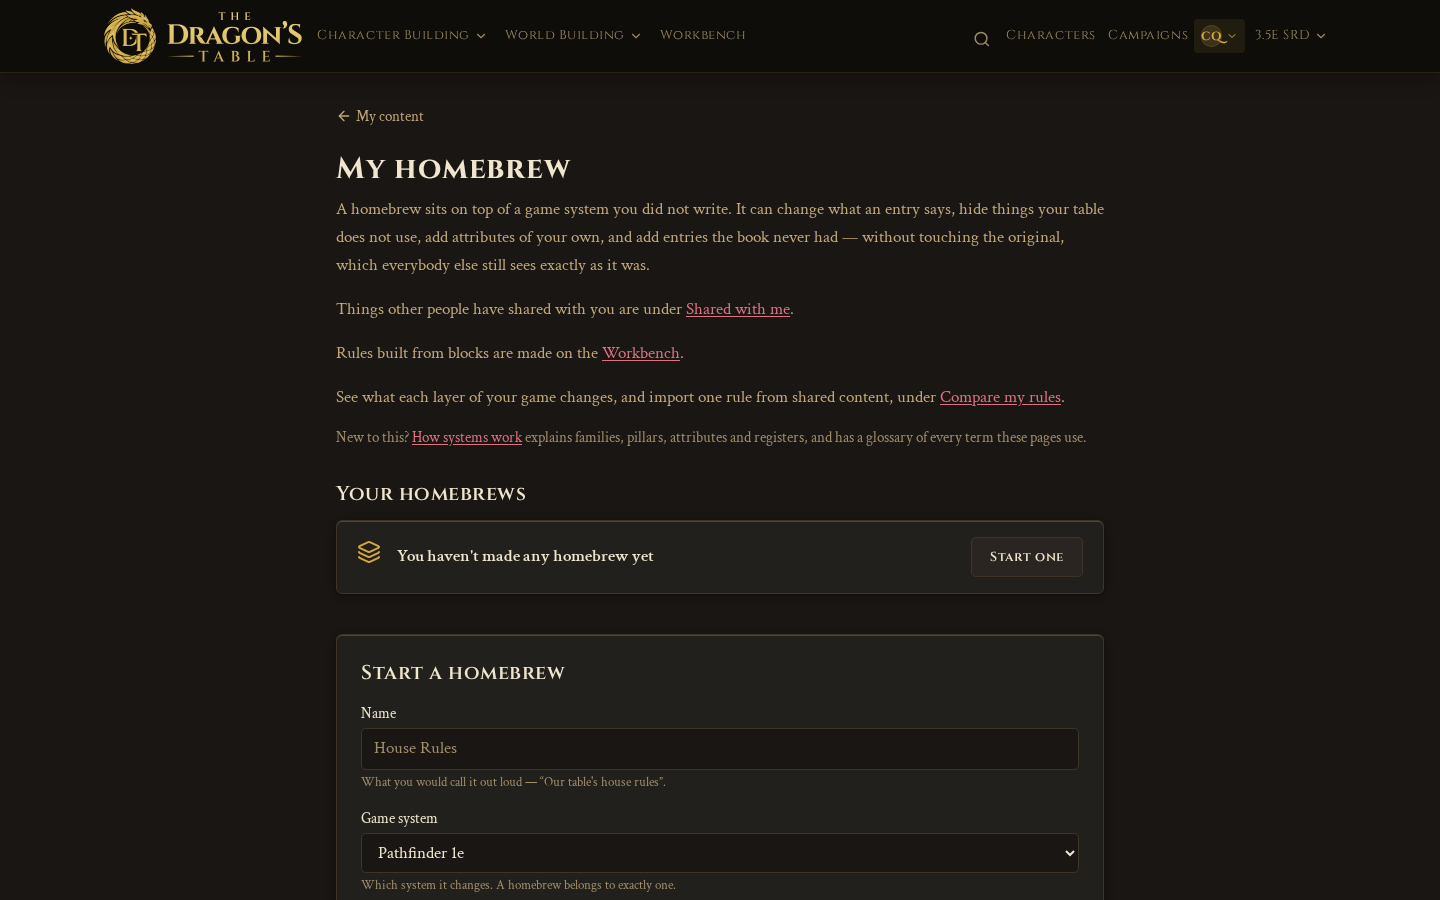 THE
DRAGON'S
TABLE
DT
CHARACTER BUILDING
WORLD BUILDING
WORKBENCH
CHARACTERS
CAMPAIGNS
CQ
3.5E SRD
My content
MY HOMEBREW
A homebrew sits on top of a game system you did not write. It can change what an entry says, hide things your table
does not use, add attributes of your own, and add entries the book never had — without touching the original,
which everybody else still sees exactly as it was.
Things other people have shared with you are under Shared with me.
Rules built from blocks are made on the Workbench.
See what each layer of your game changes, and import one rule from shared content, under Compare my rules.
New to this? How systems work explains families, pillars, attributes and registers, and has a glossary of every term these pages use.
YOUR HOMEBREWS
You haven't made any homebrew yet
START ONE
START A HOMEBREW
Name
House Rules
What you would call it out loud — “Our table's house rules”.
Game system
Pathfinder 1e
Which system it changes. A homebrew belongs to exactly one.